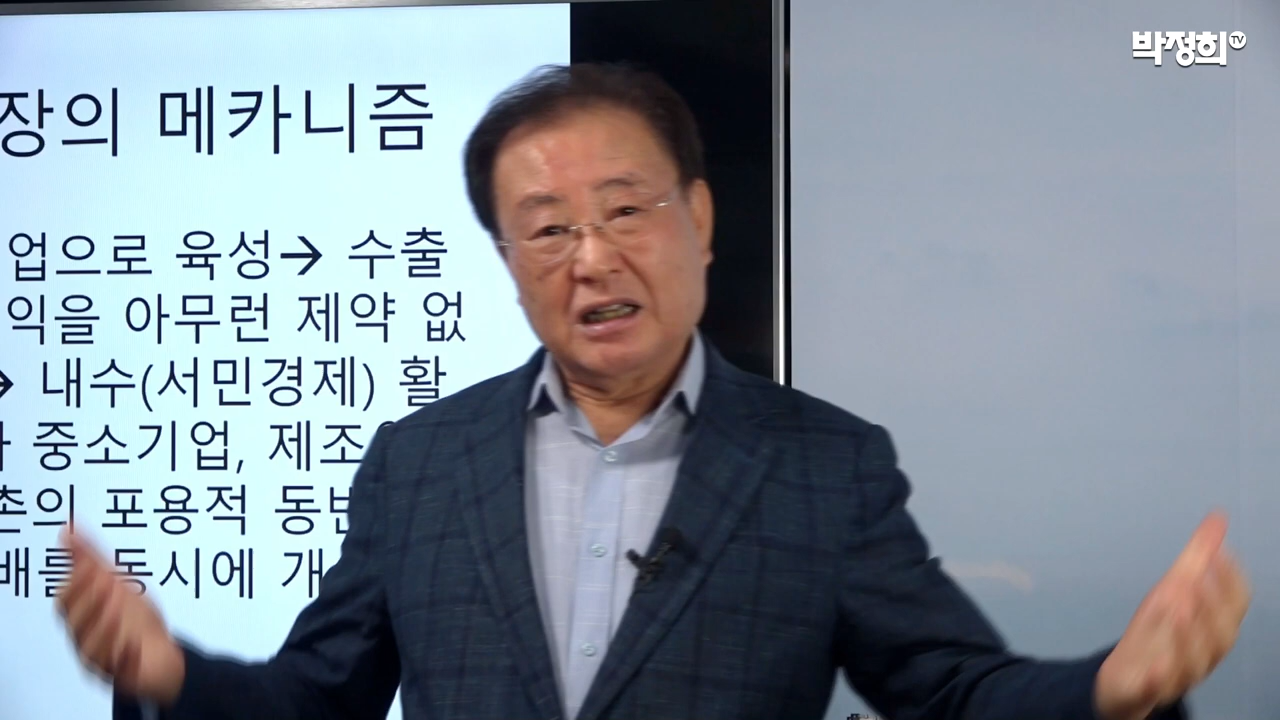 박정희TV
장의 메카니즘
업으로 육성→ 수출
익을 아무런 제약 없
→ 내수(서민경제) 활
중소기업, 제조
촌의 포용적 동반
배를 동시에 개